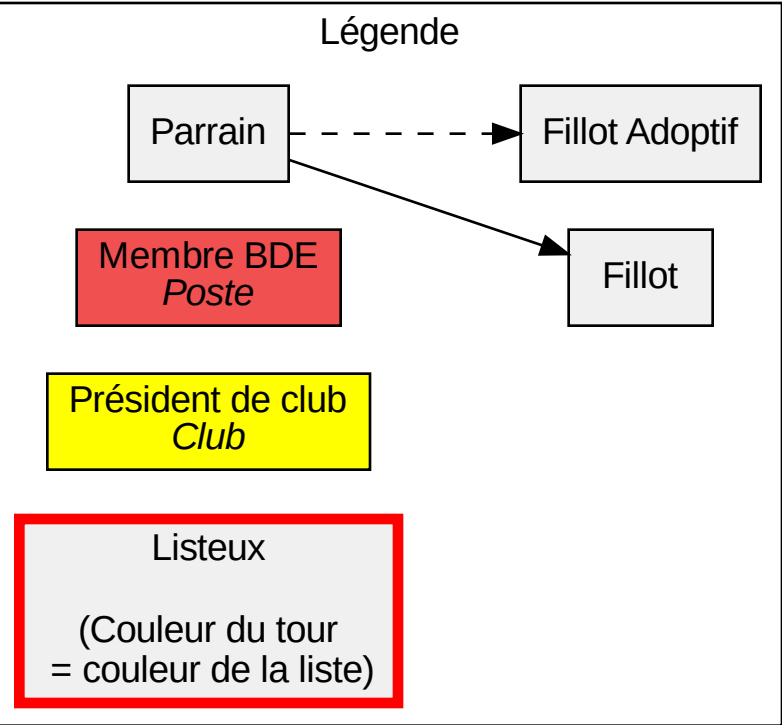 Légende
Parrain
Fillot Adoptif
Membre BDE
Poste
Fillot
Président de club
Club
Listeux
(Couleur du tour
= couleur de la liste)